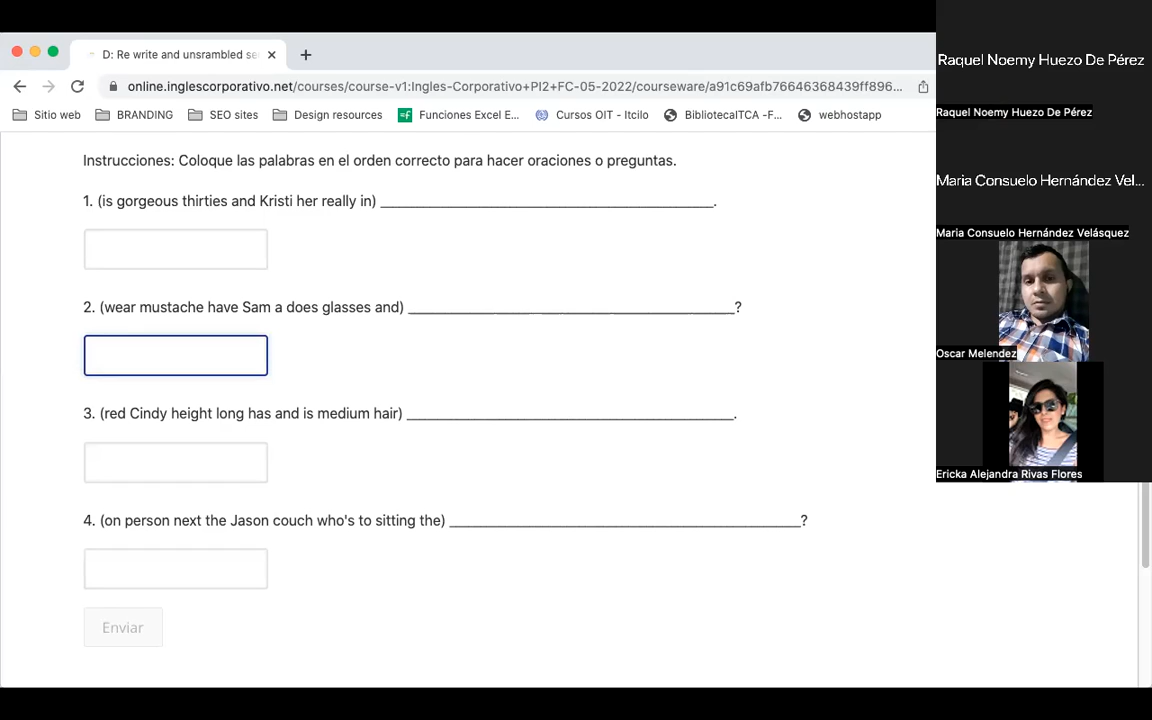 D: Re write and unsrambled se
online.inglescorporativo.net/courses/course-v1:Ingles-Corporativo+PI2+FC-05-2022/courseware/a91c69afb76646368439ff896...
Sitio web
BRANDING
SEO sites
Design resources
Funciones Excel E...
Cursos OIT - Itcilo
BibliotecaITCA -F...
webhostapp
Instrucciones: Coloque las palabras en el orden correcto para hacer oraciones o preguntas.
1. (is gorgeous thirties and Kristi her really in) ______________________________________.
2. (wear mustache have Sam a does glasses and) _____________________________________?
3. (red Cindy height long has and is medium hair) _____________________________________.
4. (on person next the Jason couch who's to sitting the) ________________________________________?
Enviar
Raquel Noemy Huezo De Pérez
Raquel Noemy Huezo De Pérez
Maria Consuelo Hernández Vel...
Maria Consuelo Hernández Velásquez
Oscar Melendez
Ericka Alejandra Rivas Flores